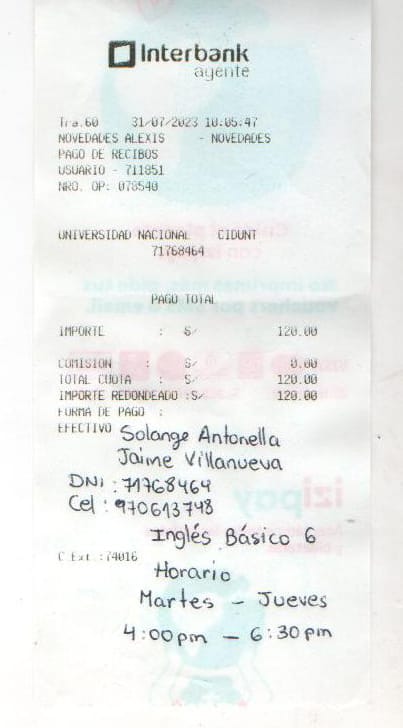 Interbank
agente
Tra.60 31/07/2023 18:05:47
NOVEDADES ALEXIS - NOVEDADES
PAGO DE RECIBOS
USUARIO - 711851
NRO. OP: 078540
UNIVERSIDAD NACIONAL CIDUNT
71768464
PAGO TOTAL
IMPORTE : S/ 120.00
COMISION : S/ 0.00
TOTAL CUOTA : S/ 120.00
IMPORTE REDONDEADO :S/ 120.00
FORMA DE PAGO :
EFECTIVO
Solange Antonella
Jaime Villanueva
DNI : 71768464
Cel : 970613748
Inglés Básico 6
C.Ext.:74016
Horario
Martes - Jueves
4:00pm - 6:30pm
izipay